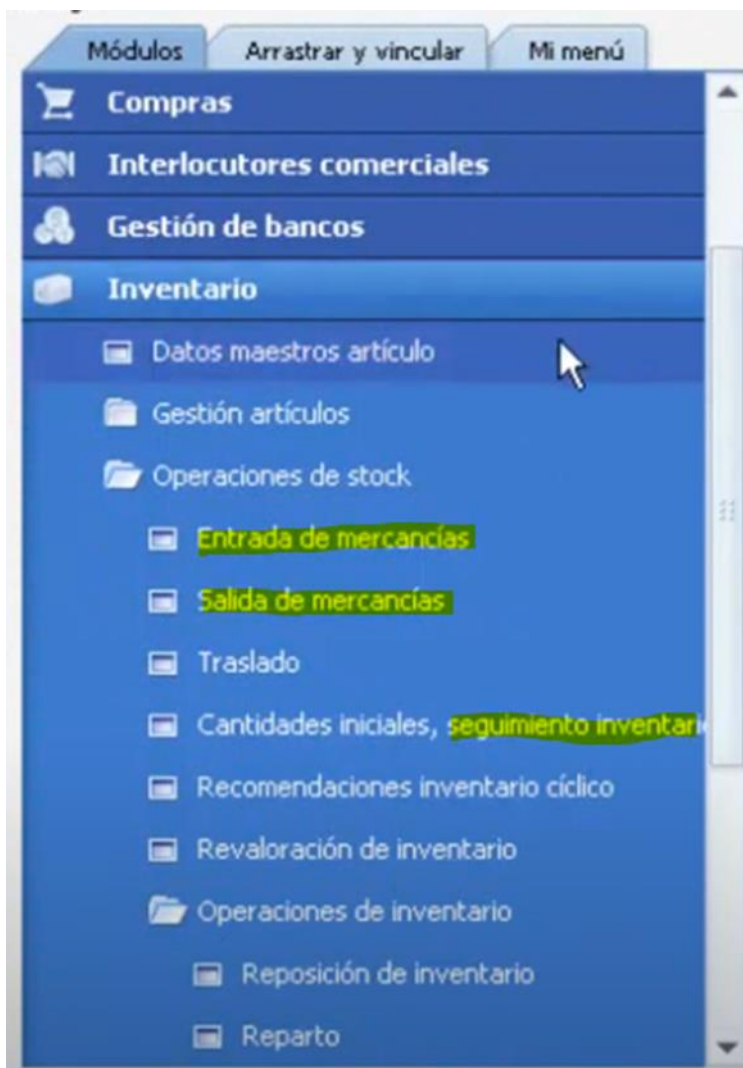 Módulos Arrastrar y vincular Mi menú
Compras
Interlocutores comerciales
Gestión de bancos
Inventario
Datos maestros artículo
Gestión artículos
Operaciones de stock
Entrada de mercancías
Salida de mercancías
Traslado
Cantidades iniciales, seguimiento inventari
Recomendaciones inventario cíclico
Revaloración de inventario
Operaciones de inventario
Reposición de inventario
Reparto